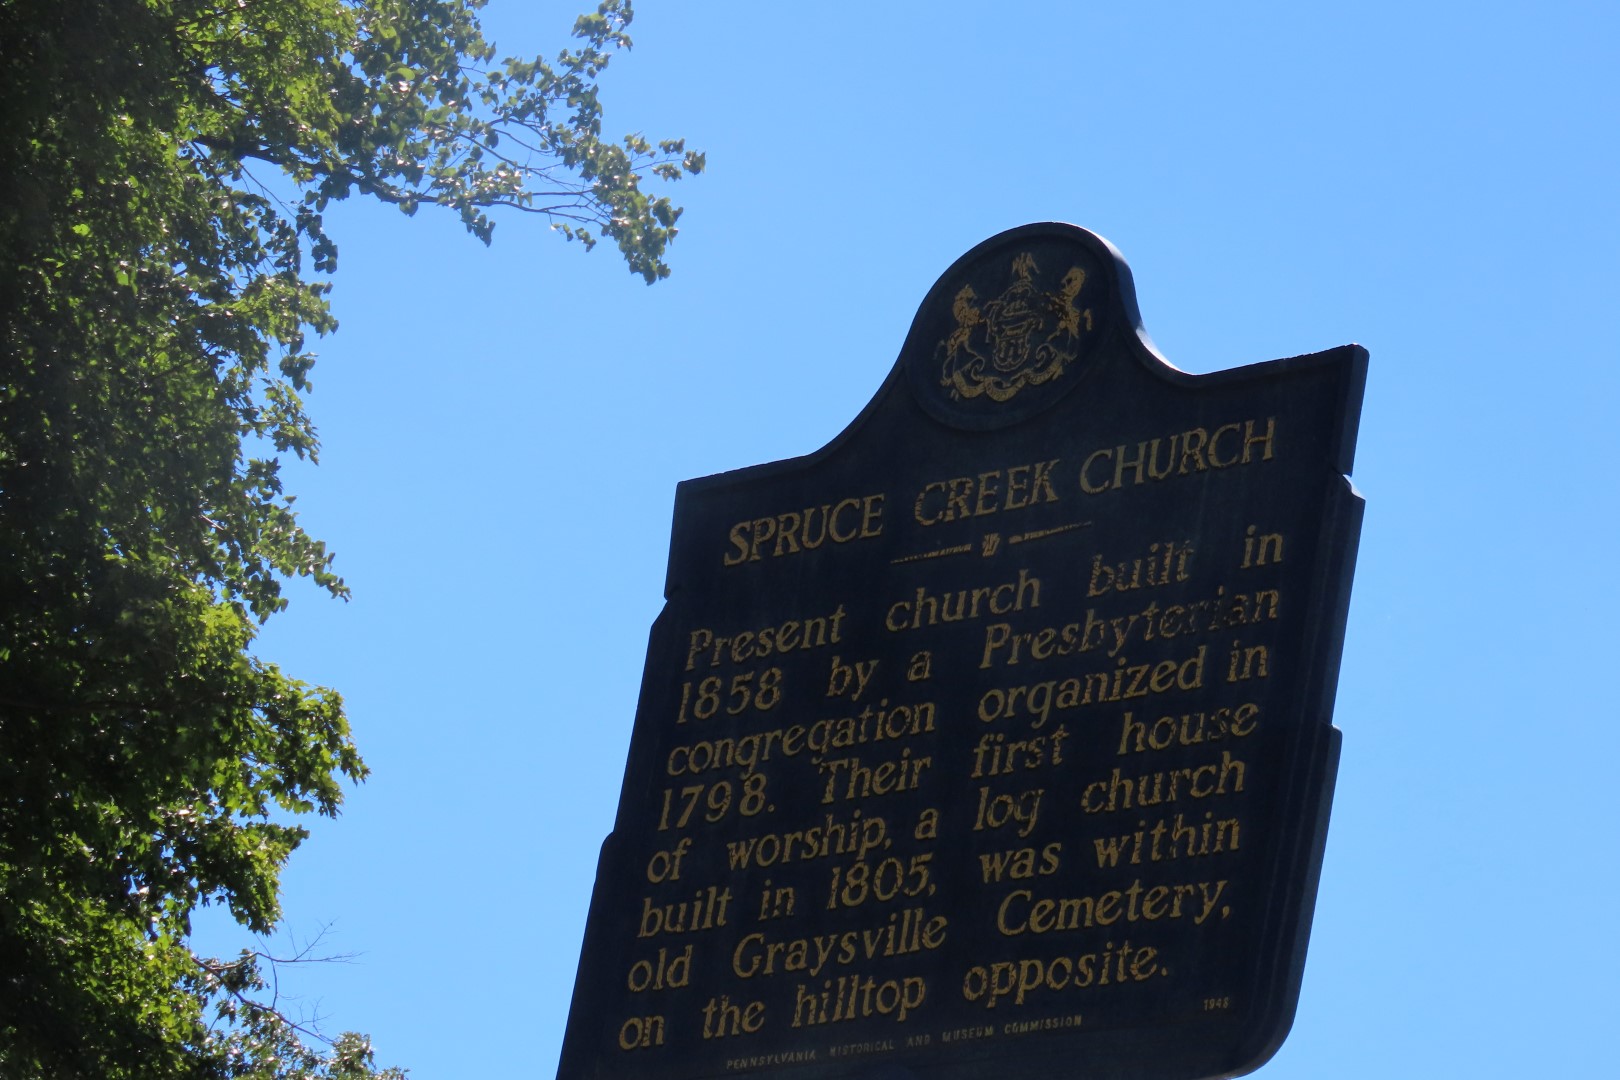 SPRUCE CREEK CHURCH
Present church built in
1858 by a Presbyterian
congregation organized in
1798. Their first house
of worship, a log church
built in 1805, was within
old Graysville Cemetery,
on the hilltop opposite.
PENNSYLVANIA HISTORICAL AND MUSEUM COMMISSION